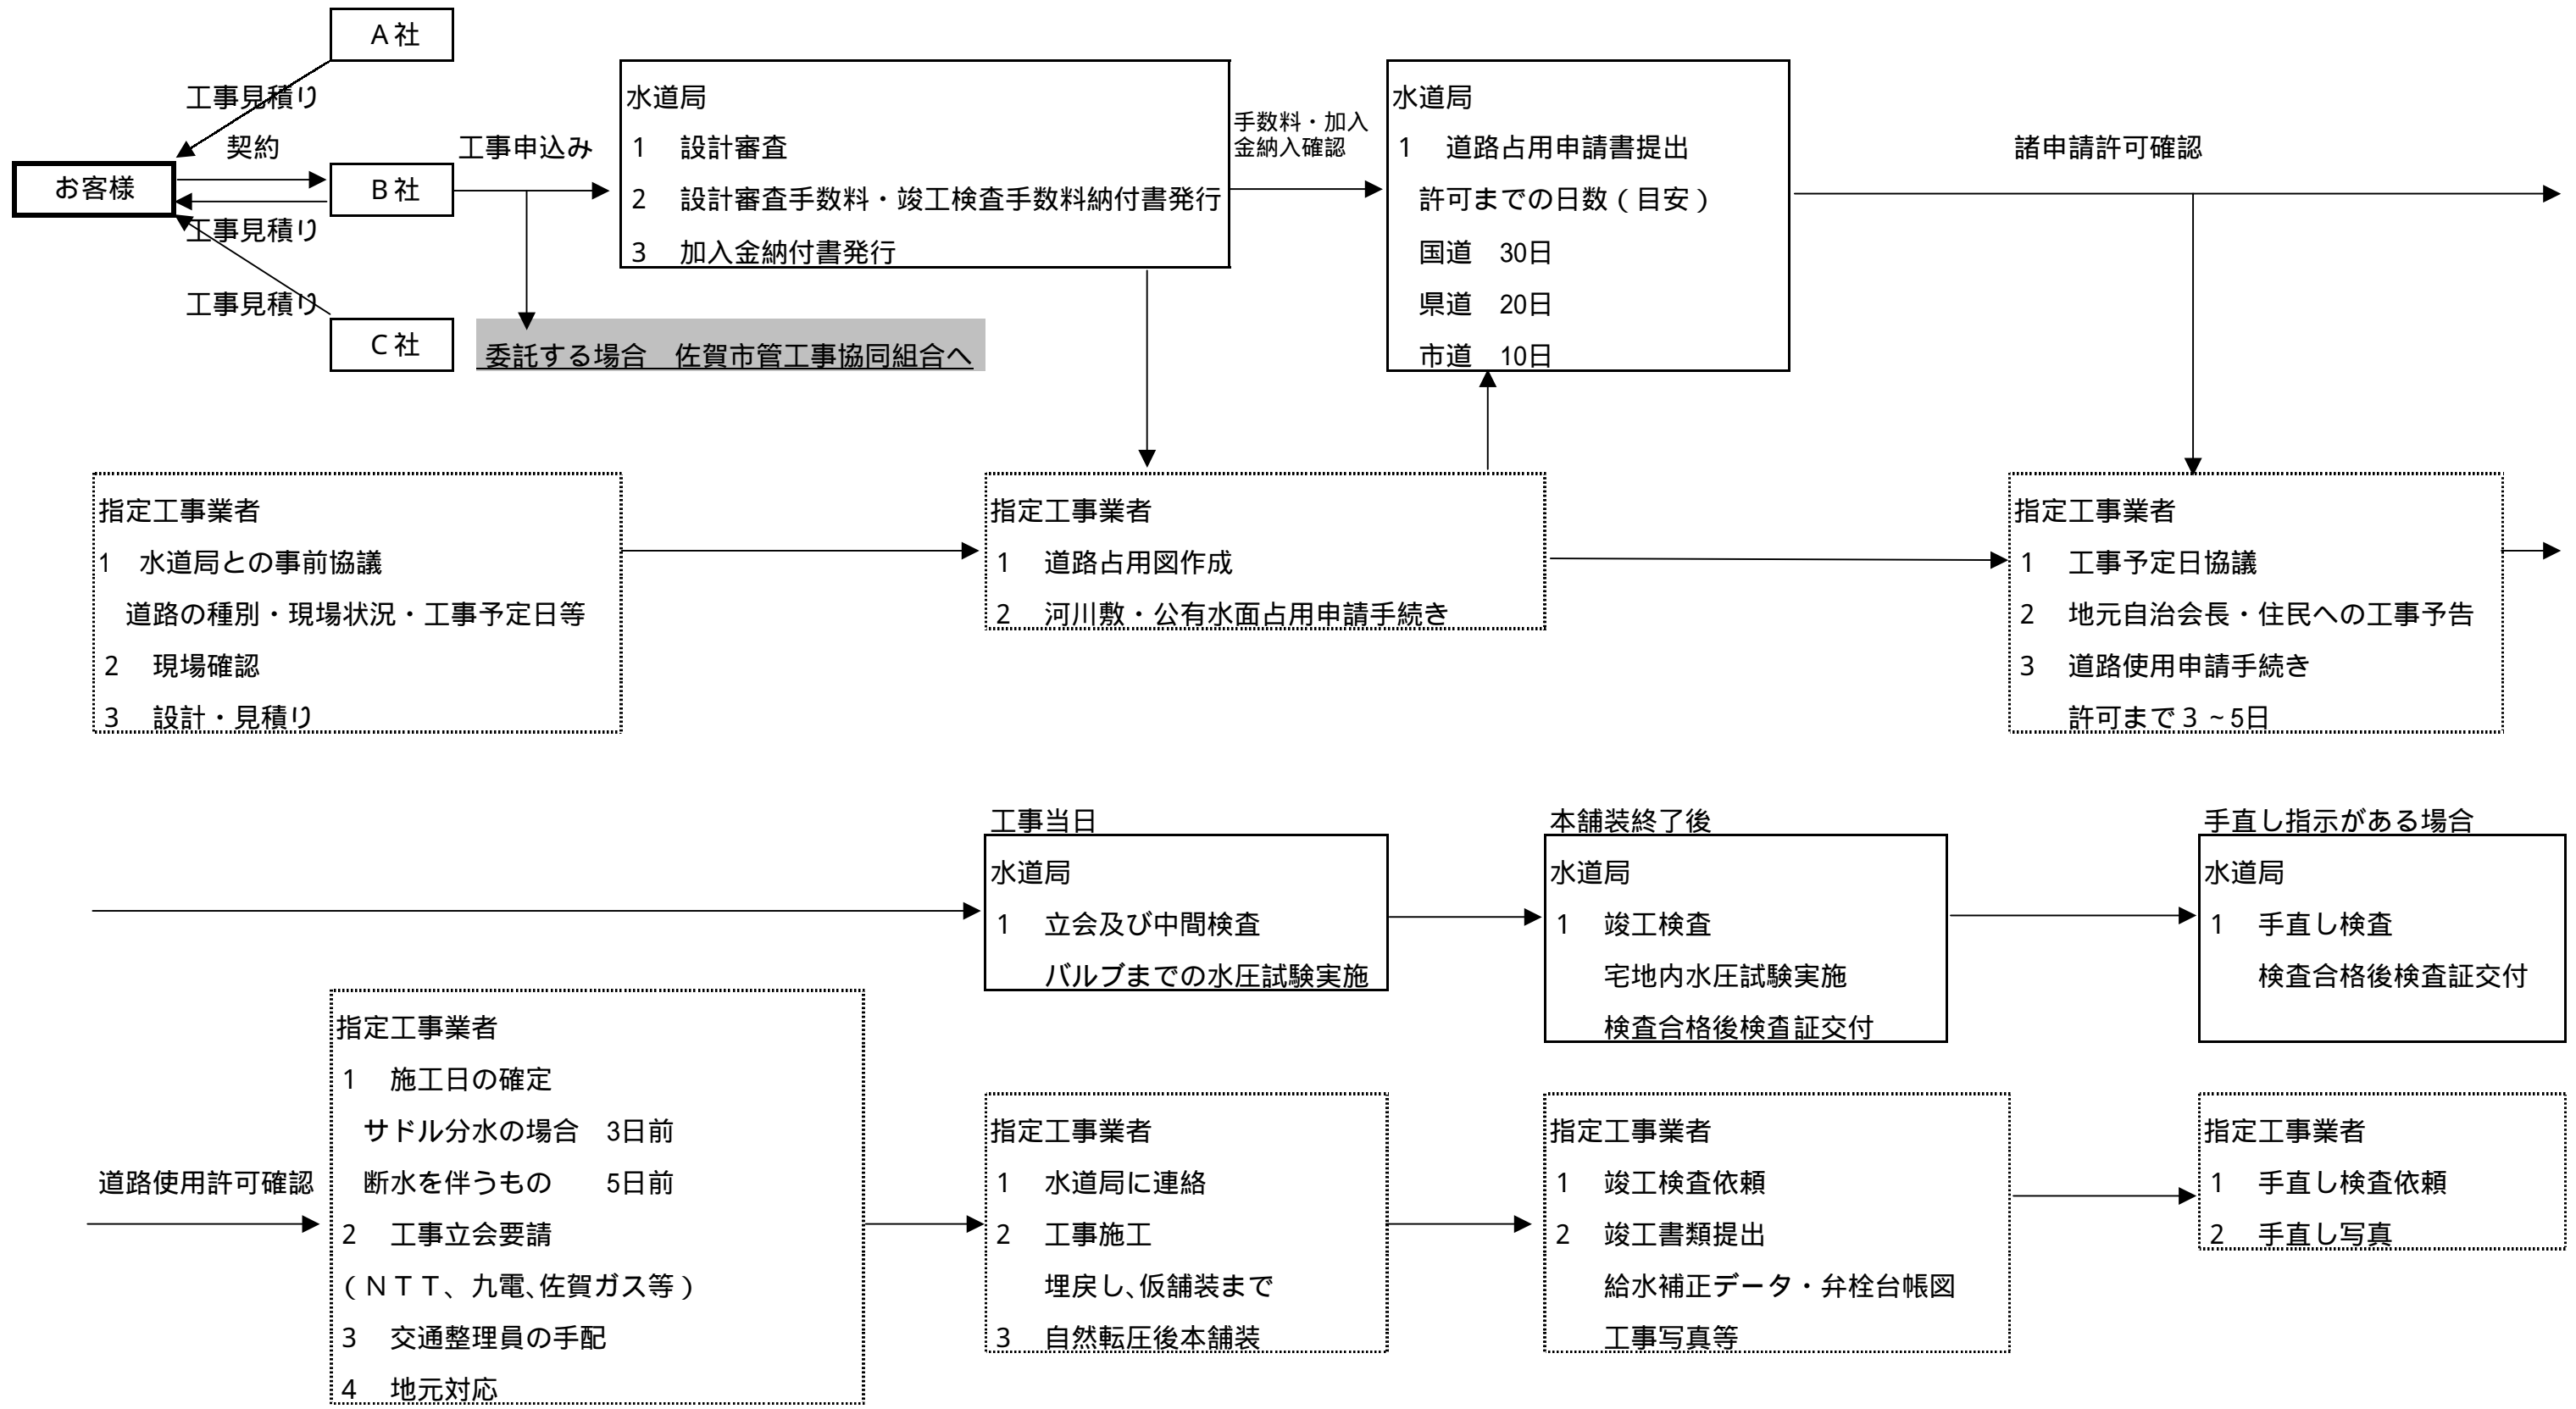 A社
工事見積り
契約
お客様
B社
工事見積り
工事見積り
C社
工事申込み
委託する場合　佐賀市管工事協同組合へ
水道局
1　設計審査
2　設計審査手数料・竣工検査手数料納付書発行
3　加入金納付書発行
手数料・加入
金納入確認
水道局
1　道路占用申請書提出
許可までの日数（目安）
国道　30日
県道　20日
市道　10日
諸申請許可確認
指定工事業者
1　水道局との事前協議
道路の種別・現場状況・工事予定日等
2　現場確認
3　設計・見積り
指定工事業者
1　道路占用図作成
2　河川敷・公有水面占用申請手続き
指定工事業者
1　工事予定日協議
2　地元自治会長・住民への工事予告
3　道路使用申請手続き
許可まで３～5日
工事当日
水道局
1　立会及び中間検査
バルブまでの水圧試験実施
本舗装終了後
水道局
1　竣工検査
宅地内水圧試験実施
検査合格後検査証交付
手直し指示がある場合
水道局
1　手直し検査
検査合格後検査証交付
道路使用許可確認
指定工事業者
1　施工日の確定
サドル分水の場合　3日前
断水を伴うもの　　5日前
2　工事立会要請
（ＮＴＴ、九電､佐賀ガス等）
3　交通整理員の手配
4　地元対応
指定工事業者
1　水道局に連絡
2　工事施工
埋戻し､仮舗装まで
3　自然転圧後本舗装
指定工事業者
1　竣工検査依頼
2　竣工書類提出
給水補正データ・弁栓台帳図
工事写真等
指定工事業者
1　手直し検査依頼
2　手直し写真